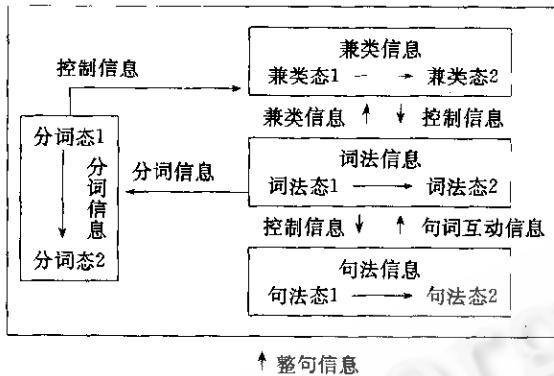 兼类信息
控制信息
兼类态1 → 兼类态2
兼类信息 ↑ ↓ 控制信息
分词态1
词法信息
分词信息
分词信息
词法态1 → 词法态2
控制信息 ↓ ↑ 句词互动信息
分词态2
句法信息
句法态1 → 句法态2
↑ 整句信息